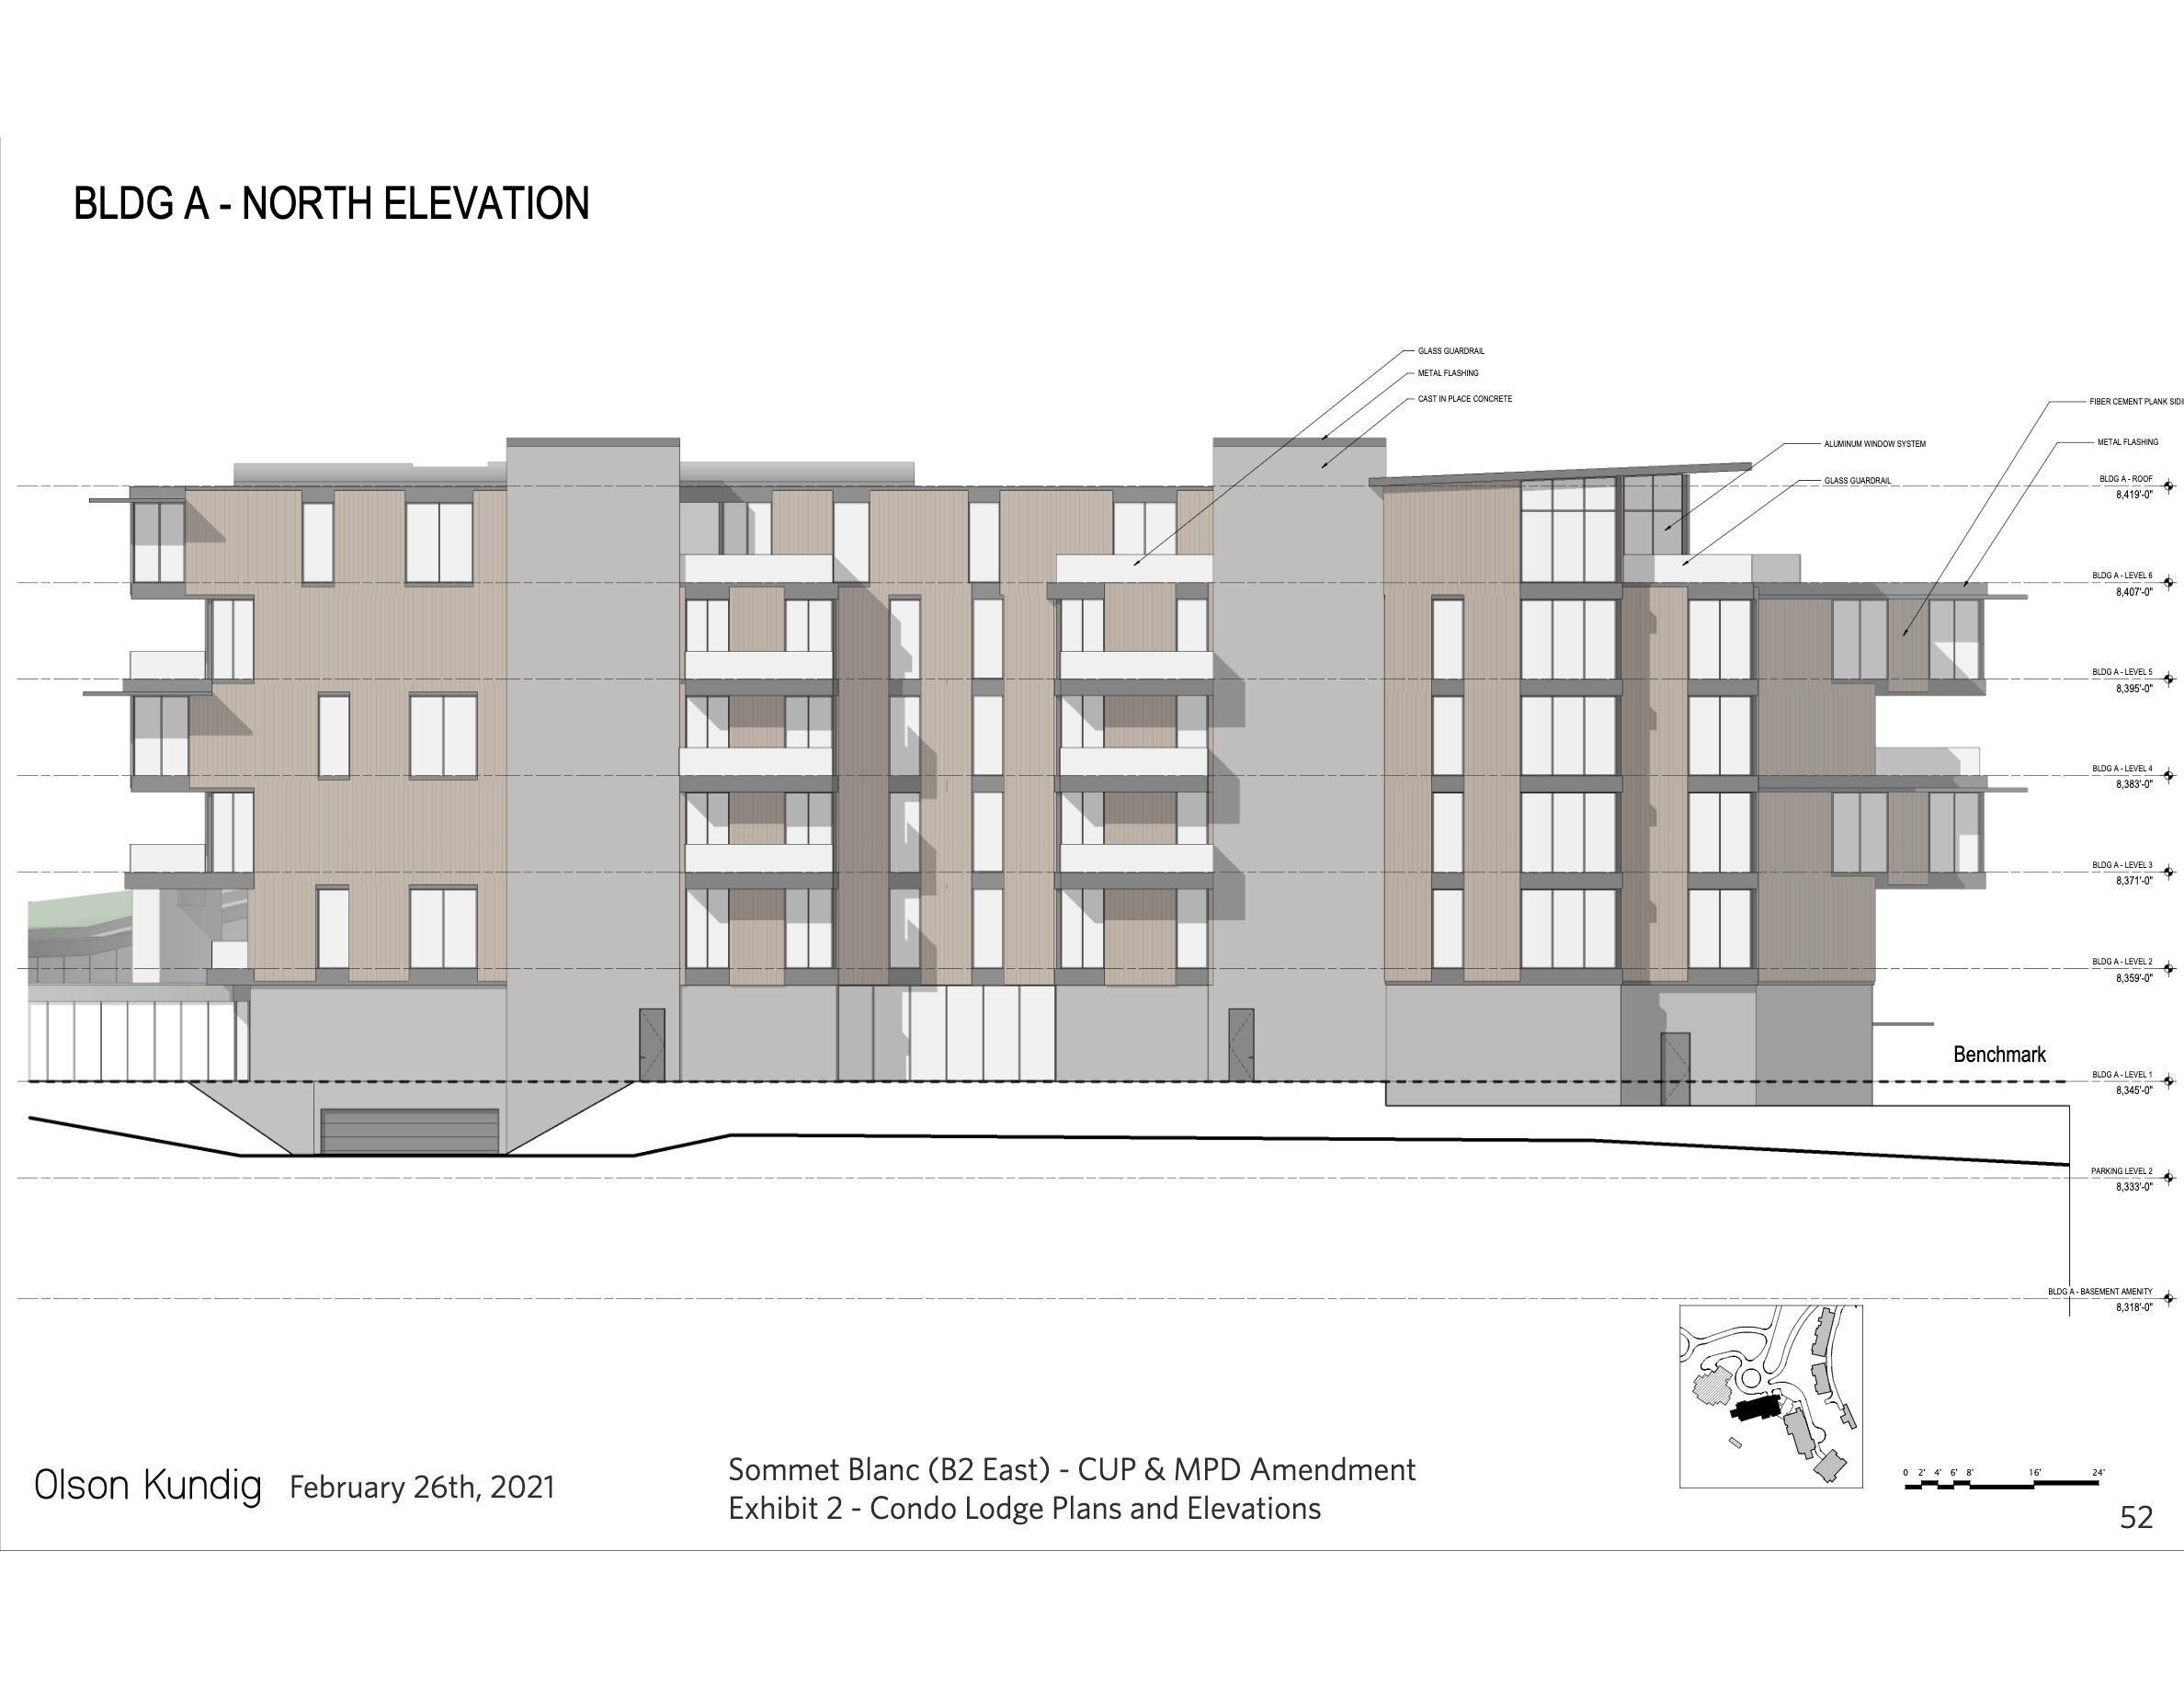 BLDG A - NORTH ELEVATION
GLASS GUARDRAIL
METAL FLASHING
CAST IN PLACE CONCRETE
FIBER CEMENT PLANK SIDI
METAL FLASHING
ALUMINUM WINDOW SYSTEM
GLASS GUARDRAIL
BLDG A - ROOF
8,419'-0"
BLDG A - LEVEL 6
8,407'-0"
BLDG A - LEVEL 5
8,395'-0"
BLDG A - LEVEL 4
8,383'-0"
BLDG A - LEVEL 3
8,371'-0"
BLDG A - LEVEL 2
8,359'-0"
Benchmark
BLDG A - LEVEL 1
8,345'-0"
PARKING LEVEL 2
8,333'-0"
BLDG A - BASEMENT AMENITY
8,318'-0"
0 2' 4' 6' 8' 16' 24'
Olson Kundig February 26th, 2021
Sommet Blanc (B2 East) - CUP & MPD Amendment
Exhibit 2 - Condo Lodge Plans and Elevations
52